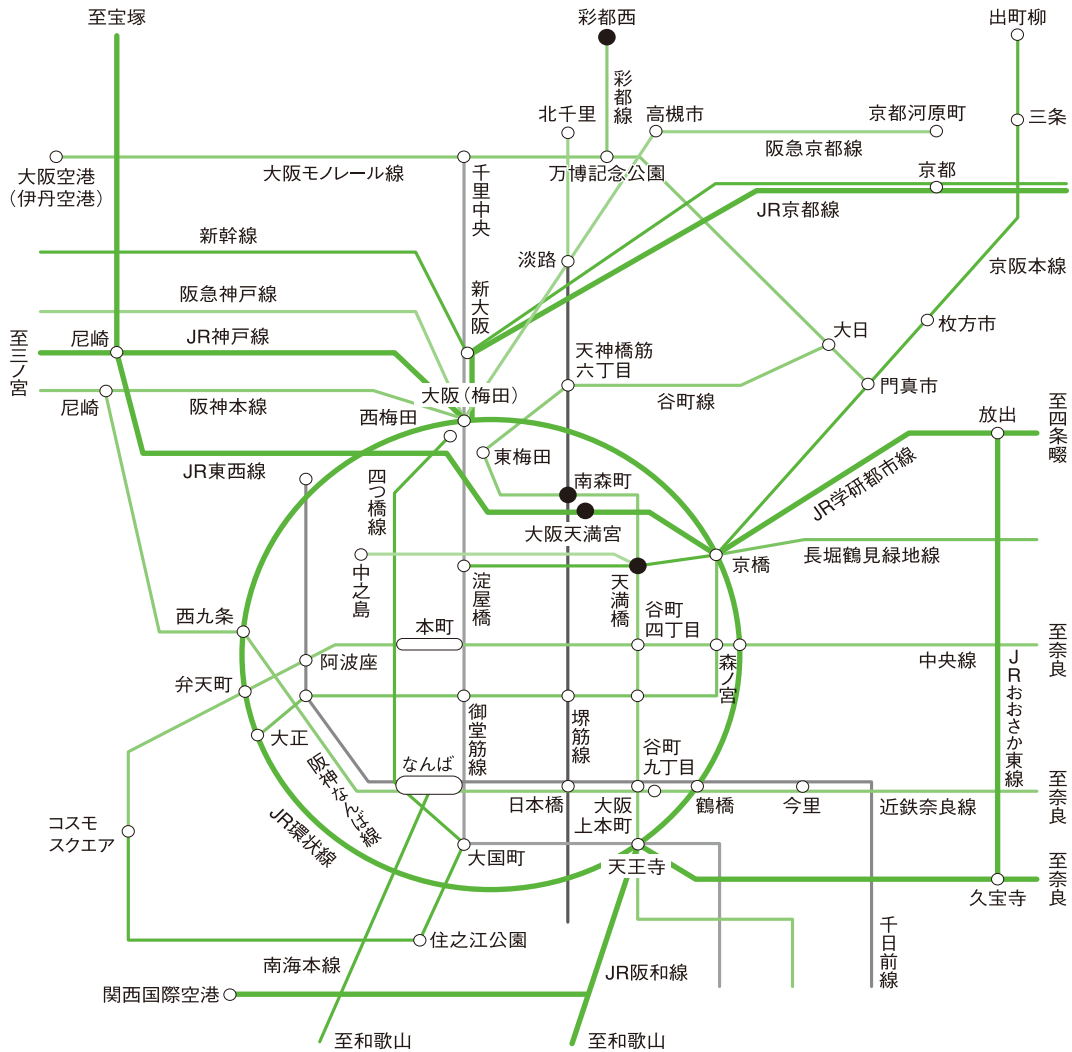 至宝塚
彩都西
出町柳
彩都線
北千里
高槻市
京都河原町
三条
阪急京都線
大阪空港
(伊丹空港)
大阪モノレール線
千里中央
万博記念公園
京都
JR京都線
新幹線
淡路
京阪本線
阪急神戸線
新大阪
至三ノ宮
尼崎
JR神戸線
大日
枚方市
天神橋筋
六丁目
門真市
大阪(梅田)
谷町線
尼崎
阪神本線
西梅田
至四条畷
放出
東梅田
JR東西線
四つ橋線
南森町
JR学研都市線
大阪天満宮
中之島
淀屋橋
天満橋
京橋
長堀鶴見緑地線
西九条
本町
谷町
四丁目
至奈良
阿波座
森ノ宮
中央線
JRおおさか東線
弁天町
大正
御堂筋線
堺筋線
谷町
九丁目
阪神なんば線
なんば
日本橋
大阪
上本町
鶴橋
今里
近鉄奈良線
至奈良
コスモ
スクエア
JR環状線
大国町
天王寺
至奈良
久宝寺
住之江公園
千日前線
南海本線
JR阪和線
関西国際空港
至和歌山
至和歌山